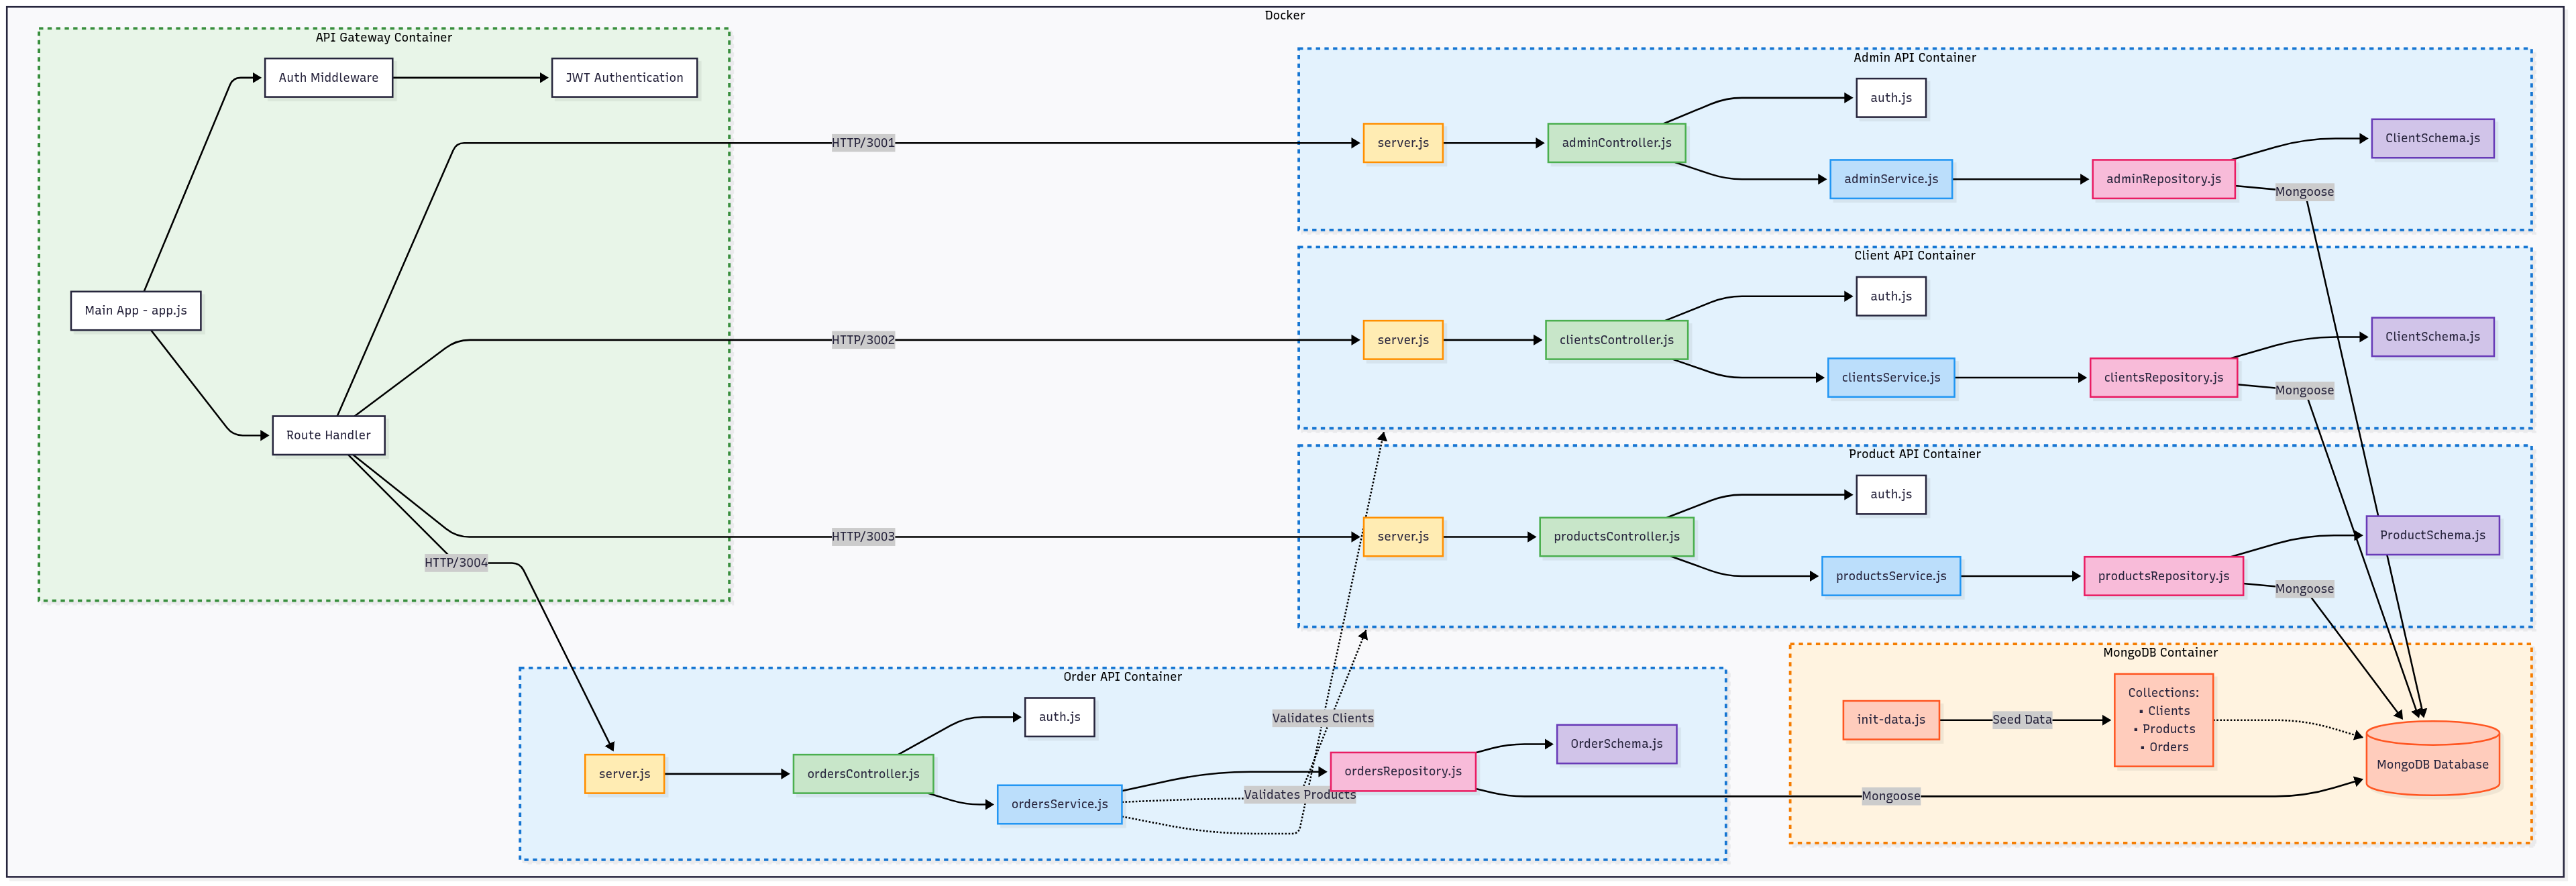 Docker
API Gateway Container
Auth Middleware
JWT Authentication
Main App - app.js
Route Handler
HTTP/3001
HTTP/3002
HTTP/3003
HTTP/3004
Admin API Container
server.js
adminController.js
auth.js
adminService.js
adminRepository.js
ClientSchema.js
Mongoose
Client API Container
server.js
clientsController.js
auth.js
clientsService.js
clientsRepository.js
ClientSchema.js
Mongoose
Product API Container
server.js
productsController.js
auth.js
productsService.js
productsRepository.js
ProductSchema.js
Mongoose
Order API Container
server.js
ordersController.js
auth.js
ordersService.js
Validates Clients
Validates Products
ordersRepository.js
OrderSchema.js
Mongoose
MongoDB Container
init-data.js
Seed Data
Collections:
• Clients
• Products
• Orders
MongoDB Database